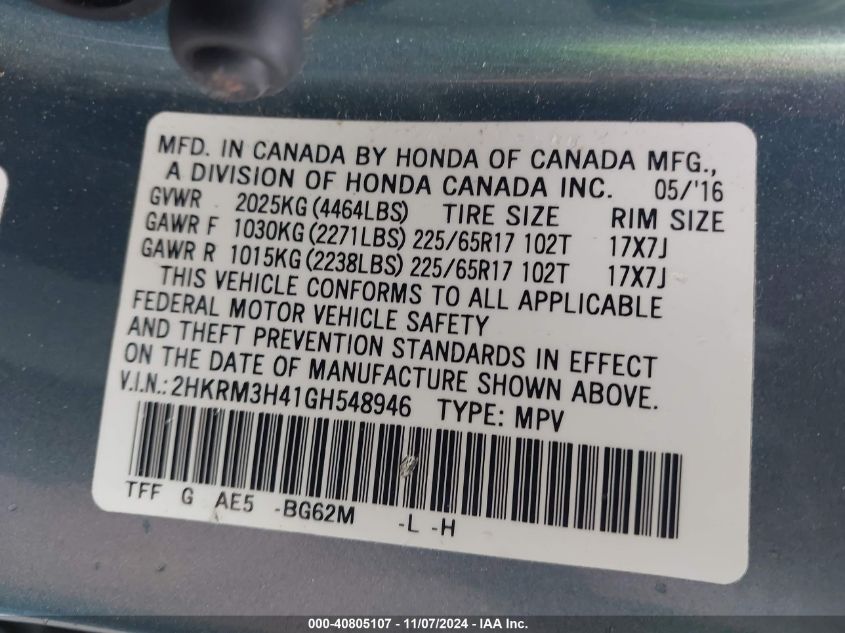 MFD. IN CANADA BY HONDA OF CANADA MFG.,
A DIVISION OF HONDA CANADA INC. 05/'16
GVWR 2025KG (4464LBS) TIRE SIZE RIM SIZE
GAWR F 1030KG (2271LBS) 225/65R17 102T 17X7J
GAWR R 1015KG (2238LBS) 225/65R17 102T 17X7J
THIS VEHICLE CONFORMS TO ALL APPLICABLE
FEDERAL MOTOR VEHICLE SAFETY
AND THEFT PREVENTION STANDARDS IN EFFECT
ON THE DATE OF MANUFACTURE SHOWN ABOVE.
V.I.N.: 2HKRM3H41GH548946 TYPE: MPV
TFF G AE5 -BG62M -L -H
000-40805107 - 11/07/2024 - IAA Inc.